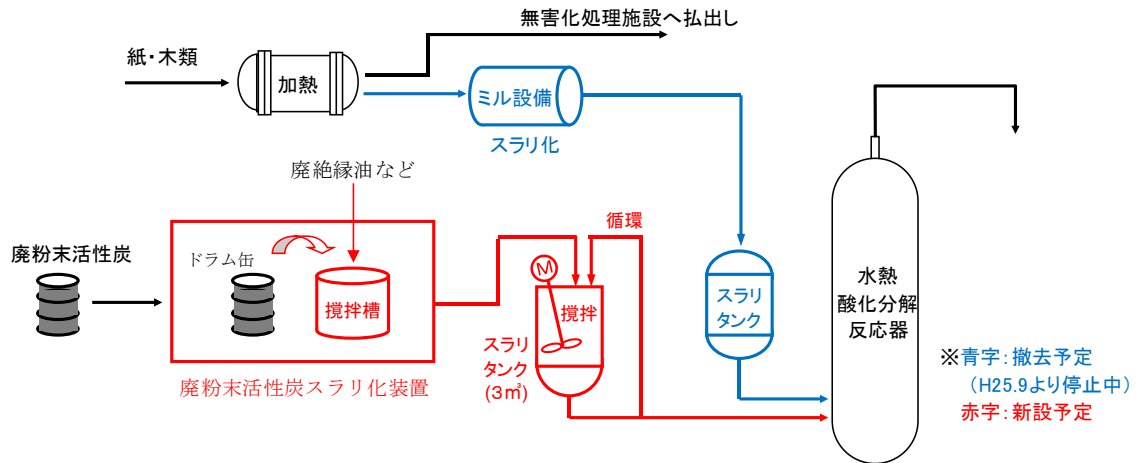 無害化処理施設へ払出し
紙・木類
加熱
ミル設備
スラリ化
廃絶縁油など
循環
廃粉末活性炭
ドラム缶
撹拌槽
M
撹拌
スラリ
タンク
(3㎥)
スラリ
タンク
水熱
酸化分解
反応器
廃粉末活性炭スラリ化装置
※青字：撤去予定
（H25.9より停止中）
赤字：新設予定